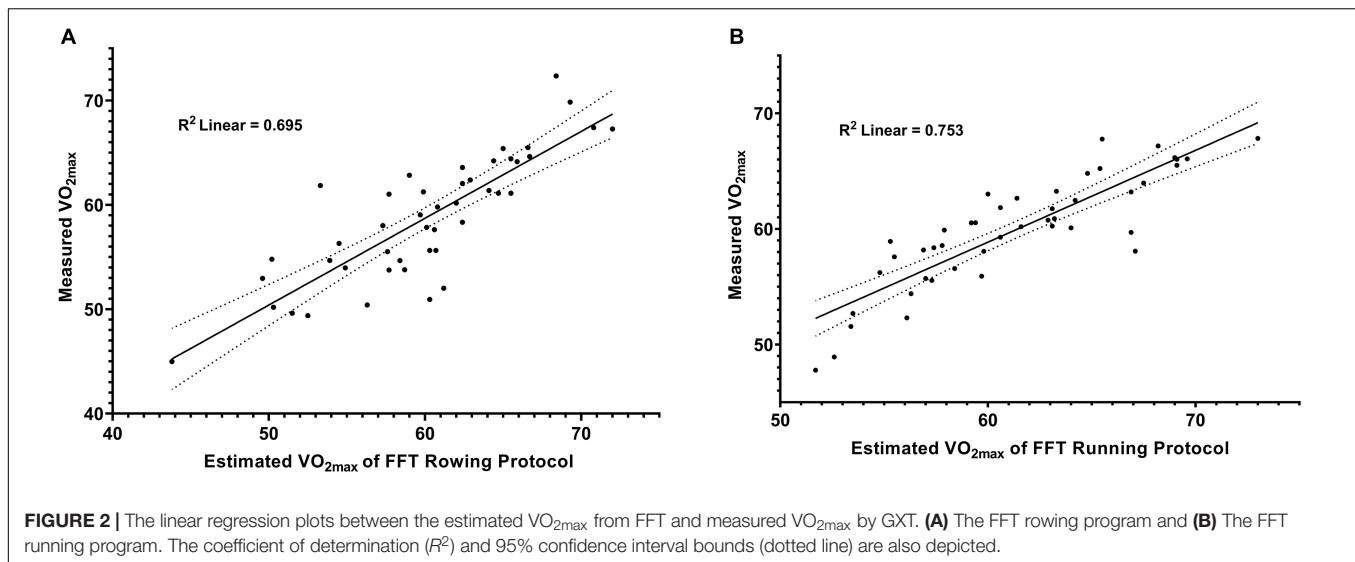 A
B
R² Linear = 0.695
R² Linear = 0.753
Measured VO2max
70
60
50
40
40
50
60
70
Estimated VO2max of FFT Rowing Protocol
Measured VO2max
70
60
50
50
60
70
Estimated VO2max of FFT Running Protocol
FIGURE 2 | The linear regression plots between the estimated VO2max from FFT and measured VO2max by GXT. (A) The FFT rowing program and (B) The FFT
running program. The coefficient of determination (R²) and 95% confidence interval bounds (dotted line) are also depicted.